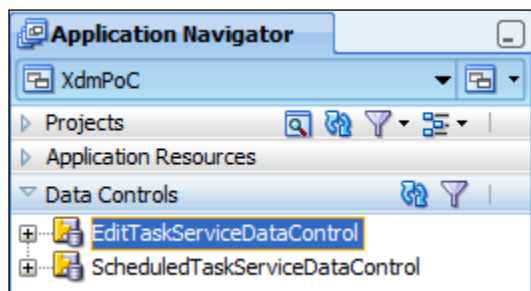 Application Navigator
XdmPoC
Projects
Application Resources
Data Controls
EditTaskServiceDataControl
ScheduledTaskServiceDataControl